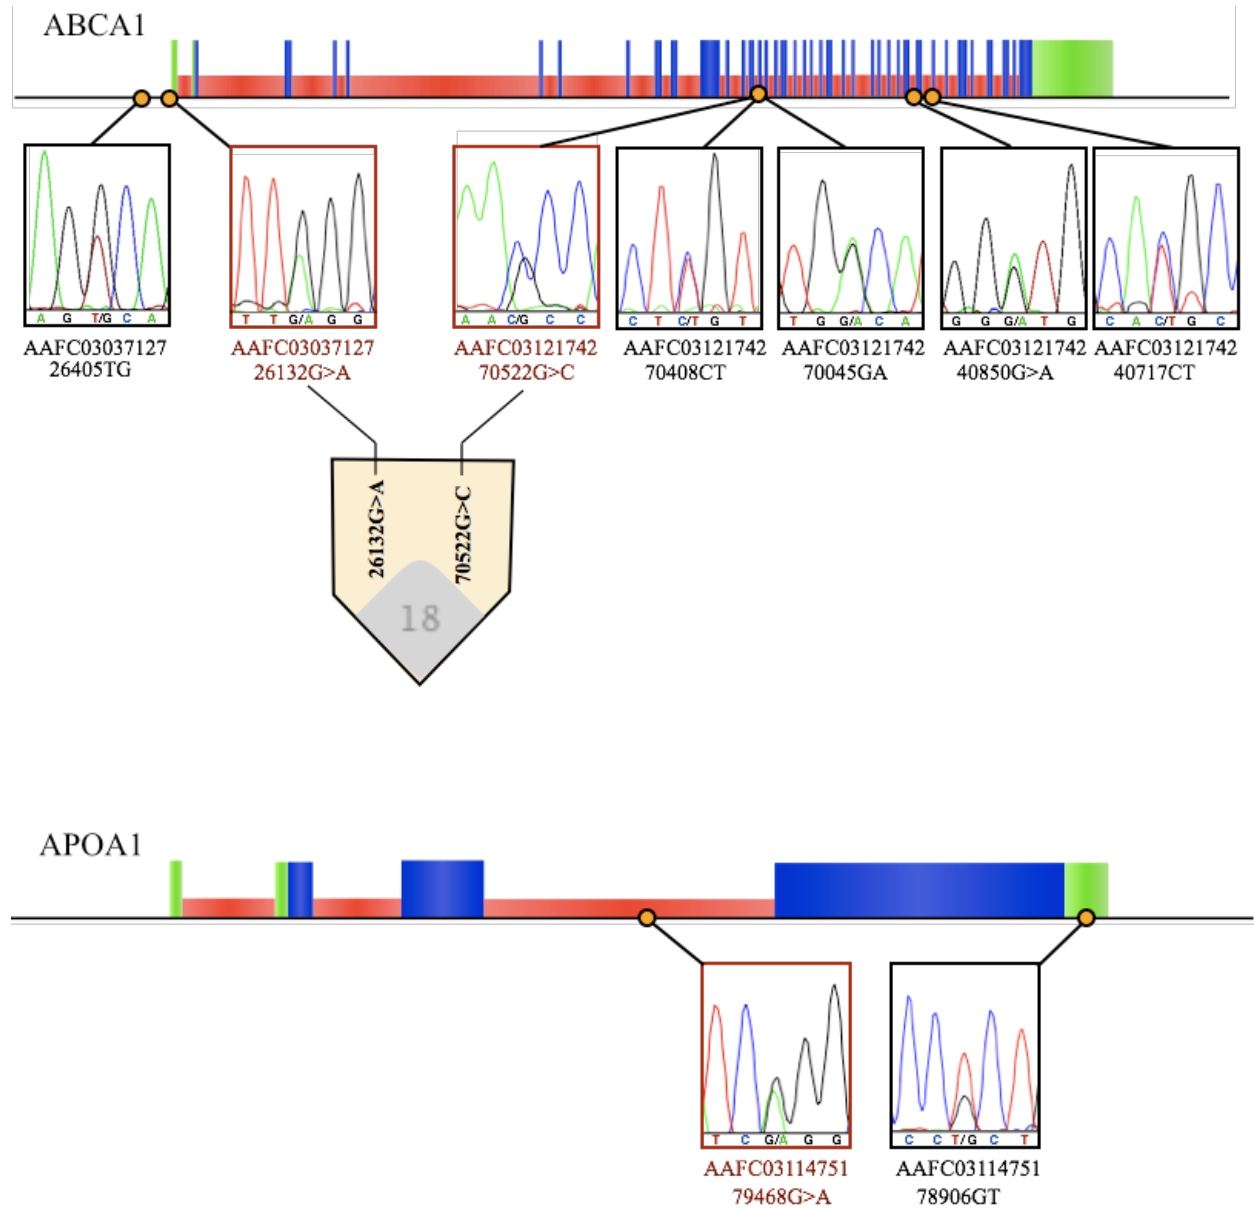 ABCA1
A G T/G C A
T T G/A G G
A A C/G C C
C T C/T G T
T G G/A C A
G G G/A T G
C A C/T G C
AAFC03037127
26405TG
AAFC03037127
26132G>A
AAFC03121742
70522G>C
AAFC03121742
70408CT
AAFC03121742
70045GA
AAFC03121742
40850G>A
AAFC03121742
40717CT
26132G>A
70522G>C
18
APOA1
T C G/A G G
C C T/G C T
AAFC03114751
79468G>A
AAFC03114751
78906GT